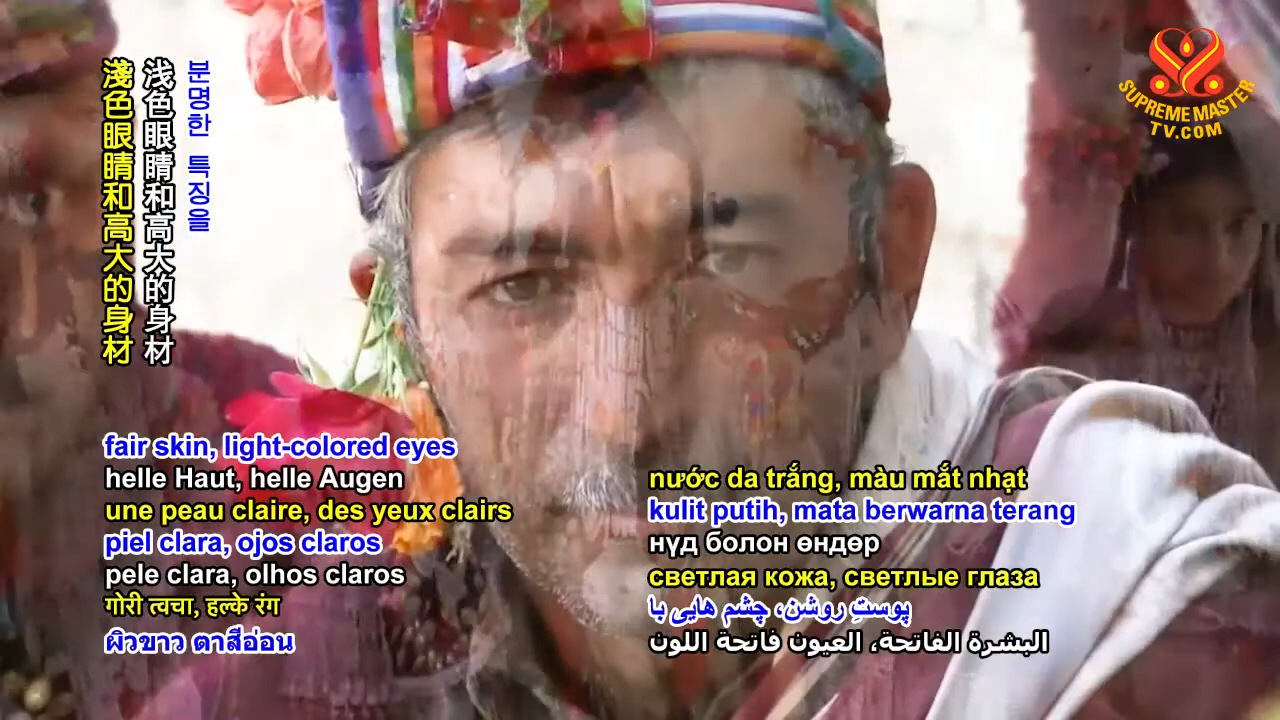 淺色眼睛和高大的身材
浅色眼睛和高大的身材
분명한 특징을
SUPREME MASTER
TV.COM
fair skin, light-colored eyes
helle Haut, helle Augen
une peau claire, des yeux clairs
piel clara, ojos claros
pele clara, olhos claros
गोरी त्वचा, हल्के रंग
ผิวขาว ตาสีอ่อน
nước da trắng, màu mắt nhạt
kulit putih, mata berwarna terang
нүд болон өндөр
светлая кожа, светлые глаза
پوستِ روشن، چشم هایی با
البشرة الفاتحة، العيون فاتحة اللون